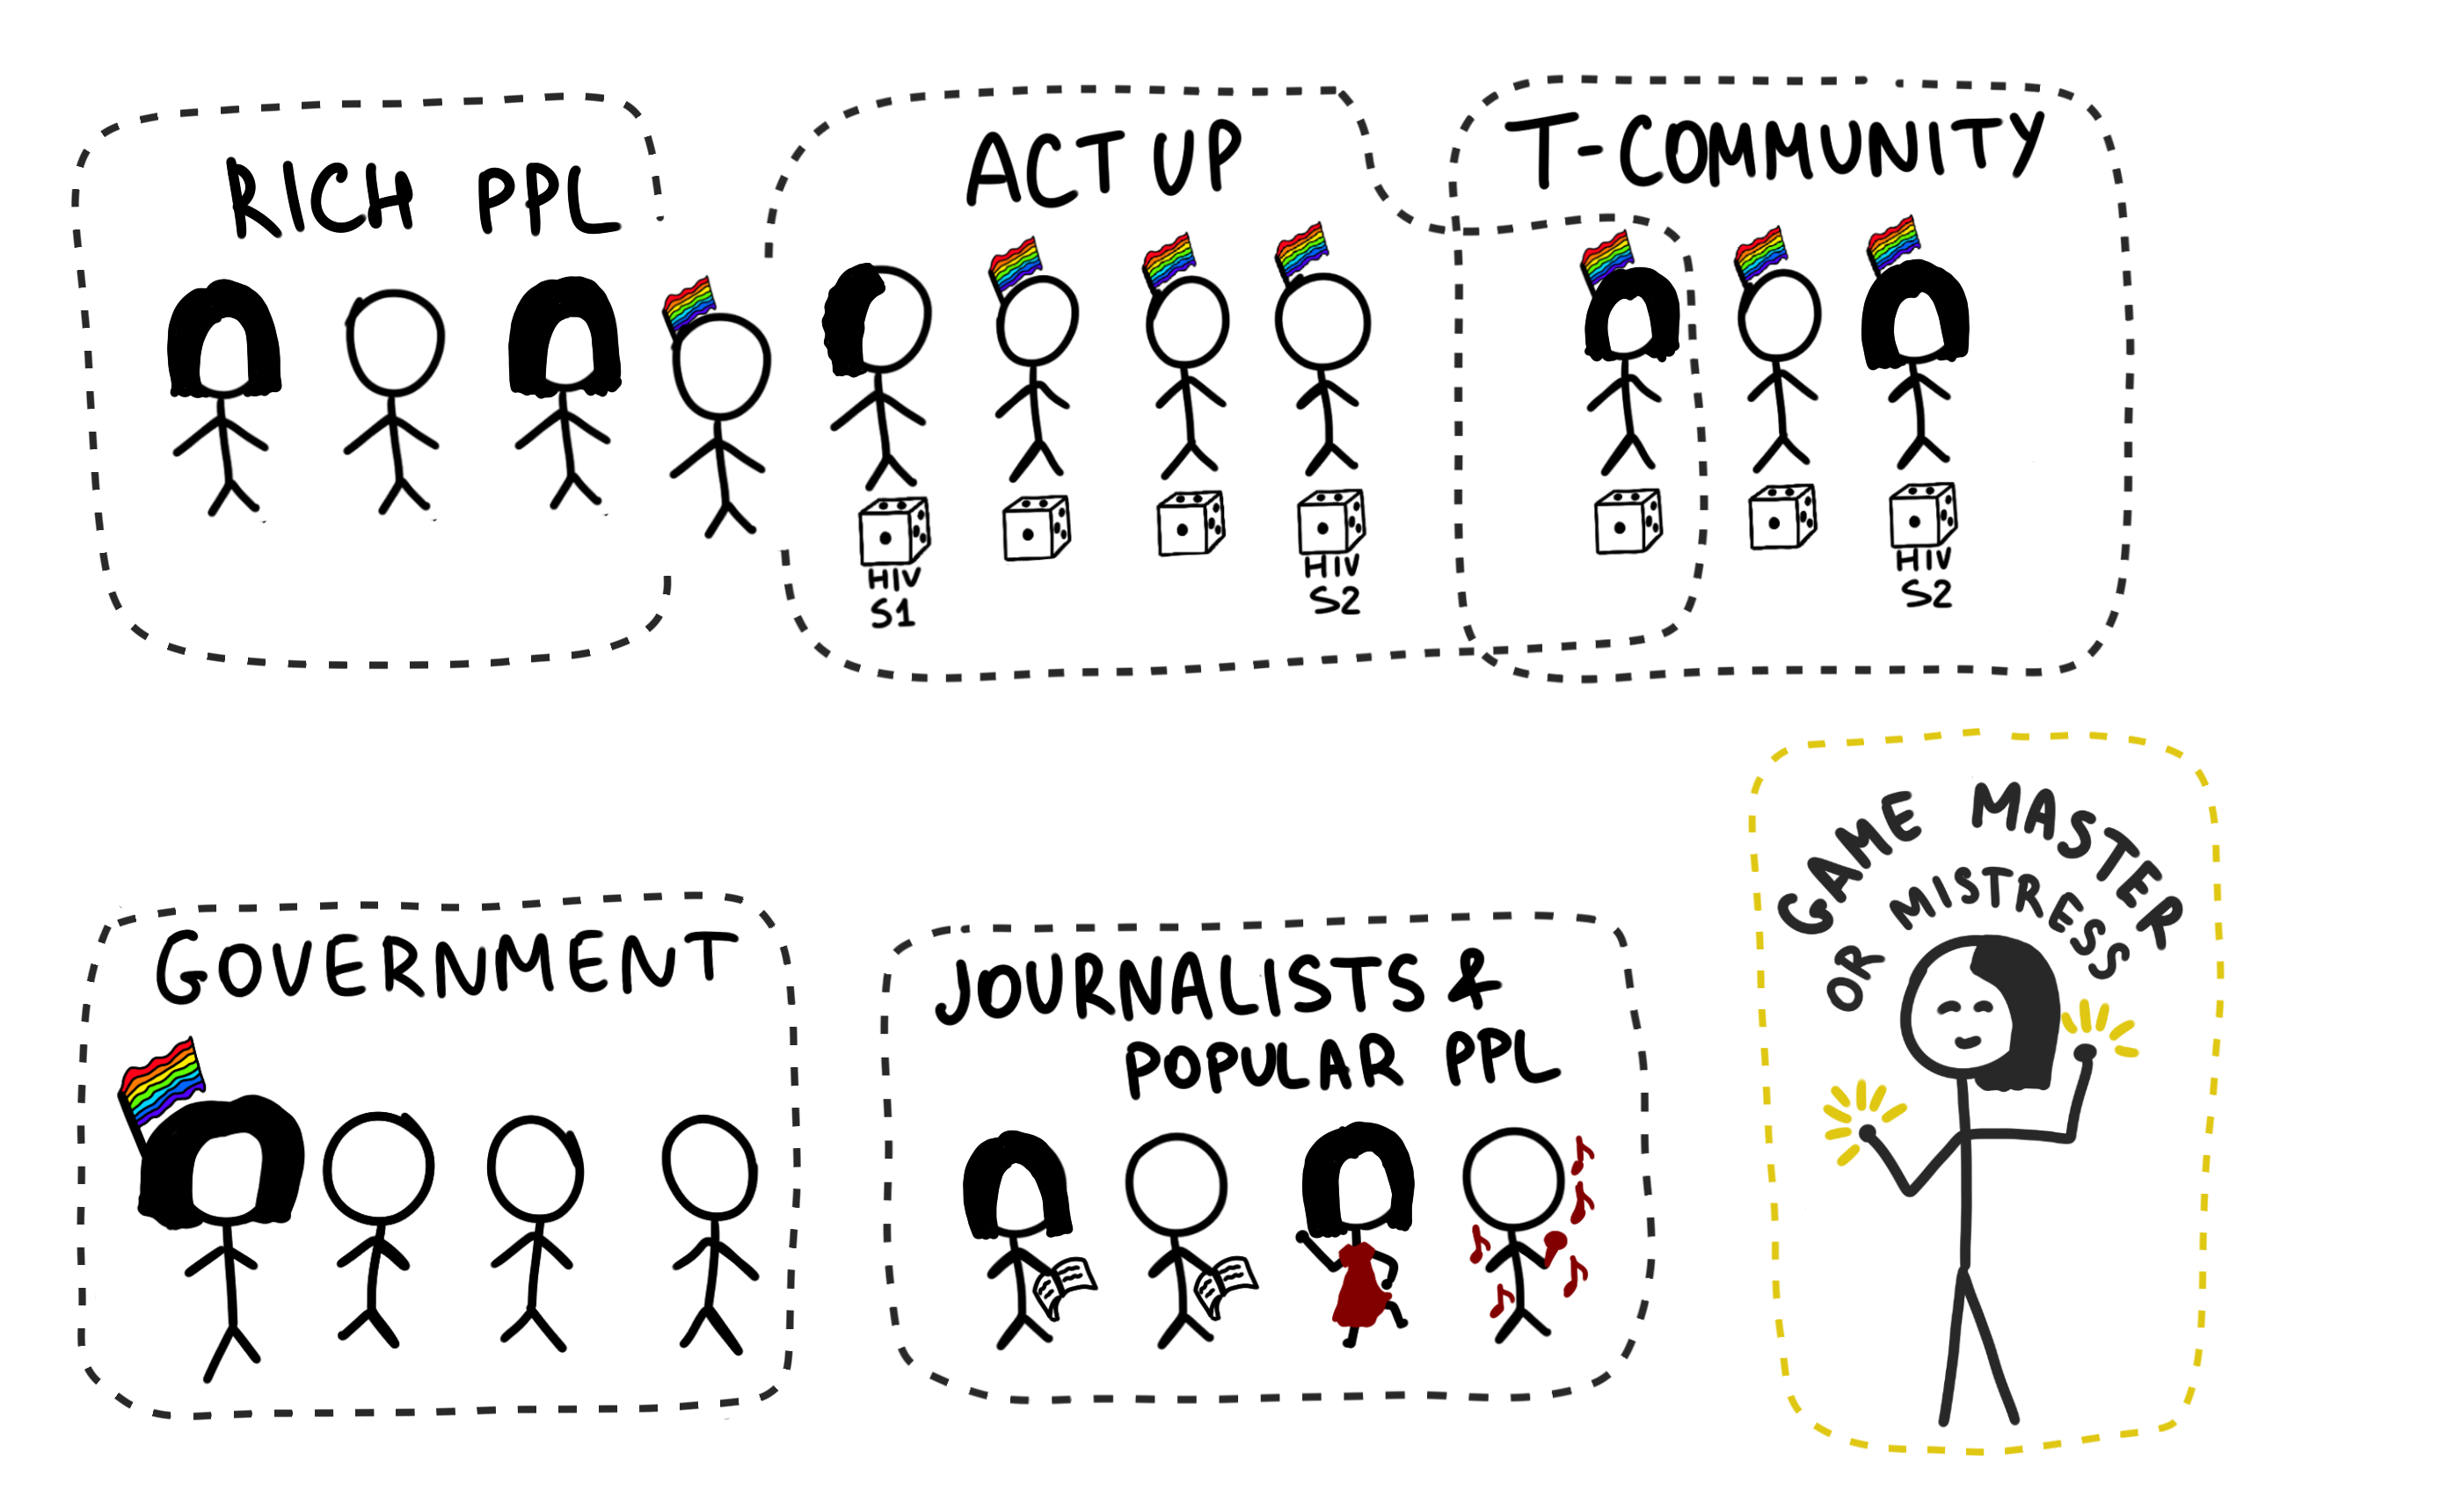 RICH PPL
ACT UP
T-COMMUNITY
HIV
S1
HIV
S2
HIV
S2
GOVERNMENT
JOURNALISTS &
POPULAR PPL
GAME MASTER
OR MISTRESS